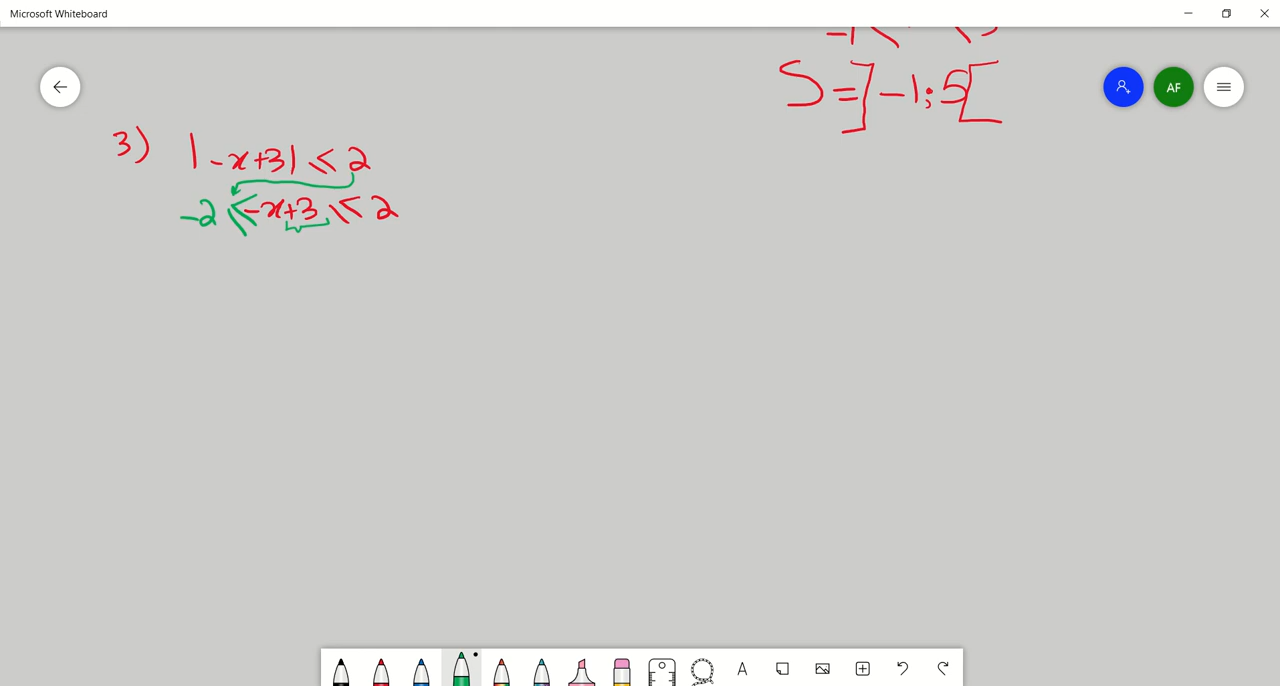 Microsoft Whiteboard
S = ]-1 ; 5[
AF
3) |-x+3| ≤ 2
-2 ≤ -x+3 ≤ 2
A